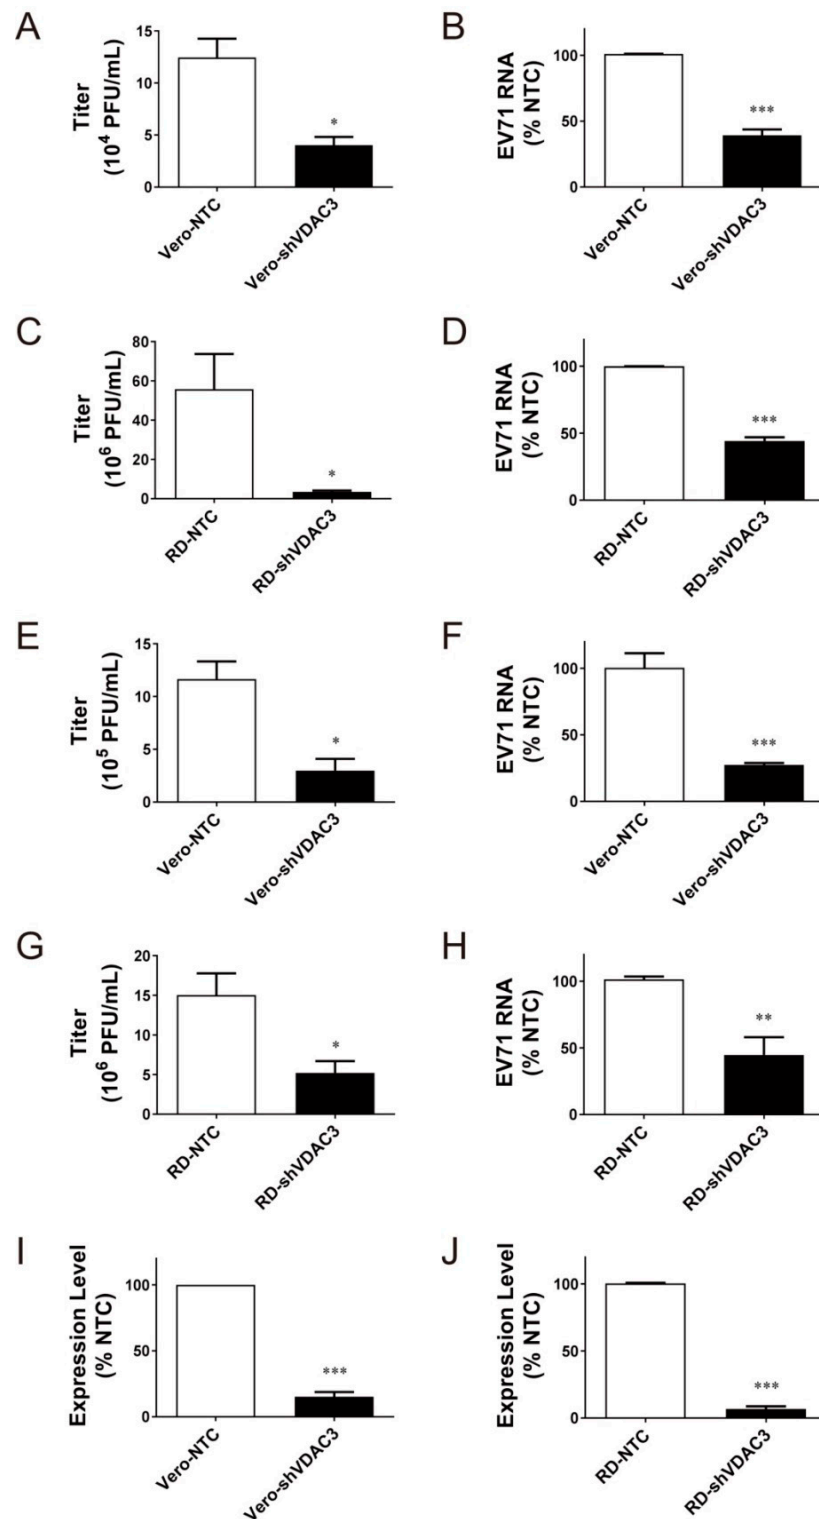 A
Titer
(10⁴ PFU/mL)
15
10
5
0
*
Vero-NTC
Vero-shVDAC3
B
EV71 RNA
(% NTC)
100
50
0
***
Vero-NTC
Vero-shVDAC3
C
Titer
(10⁶ PFU/mL)
80
60
40
20
0
*
RD-NTC
RD-shVDAC3
D
EV71 RNA
(% NTC)
100
50
0
***
RD-NTC
RD-shVDAC3
E
Titer
(10⁵ PFU/mL)
15
10
5
0
*
Vero-NTC
Vero-shVDAC3
F
EV71 RNA
(% NTC)
100
50
0
***
Vero-NTC
Vero-shVDAC3
G
Titer
(10⁶ PFU/mL)
20
15
10
5
0
*
RD-NTC
RD-shVDAC3
H
EV71 RNA
(% NTC)
100
50
0
**
RD-NTC
RD-shVDAC3
I
Expression Level
(% NTC)
100
50
0
***
Vero-NTC
Vero-shVDAC3
J
Expression Level
(% NTC)
100
50
0
***
RD-NTC
RD-shVDAC3